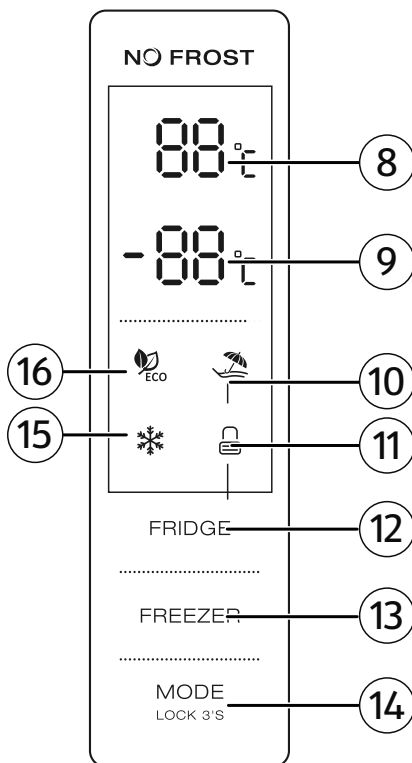 NO FROST
88°C
8
-88°C
9
16
ECO
10
15
11
FRIDGE
12
FREEZER
13
MODE
14
LOCK 3'S